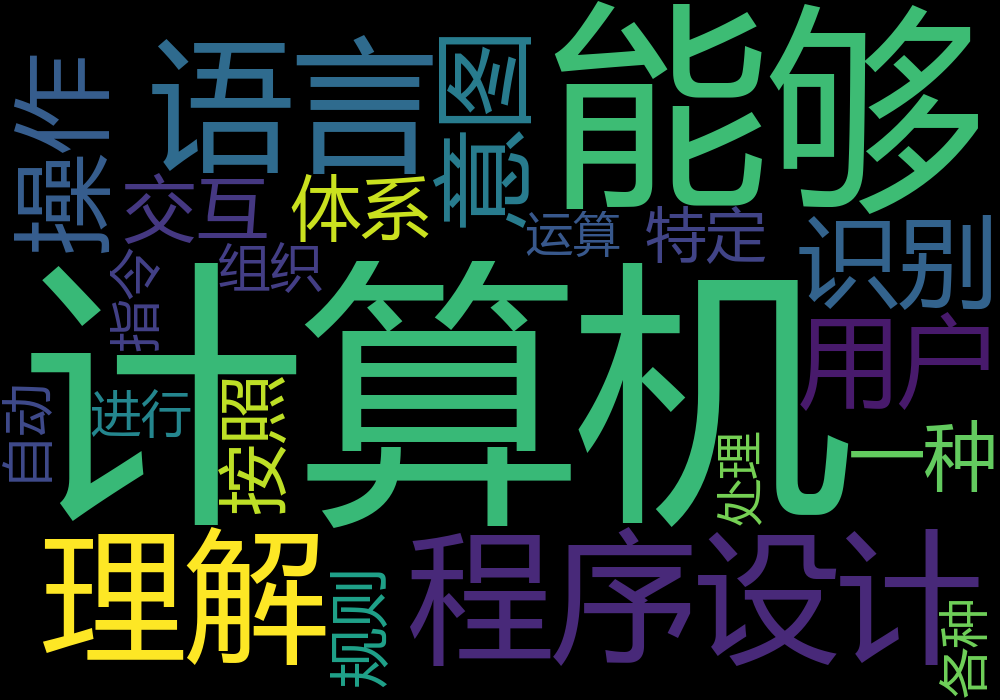 操作
语言
意图
能够
交互
体系
运算
特定
识别
指令
组织
计算机
用户
自动
进行
按照
处理
一种
理解
规则
程序设计
各种